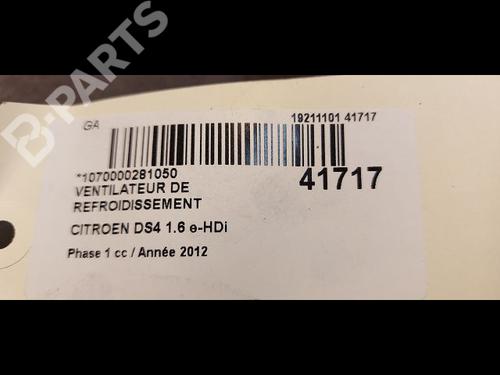 B-PARTS
GA
19211101 41717
*1070000281050
41717
VENTILATEUR DE
REFROIDISSEMENT
CITROEN DS4 1.6 e-HDi
Phase 1 cc / Année 2012